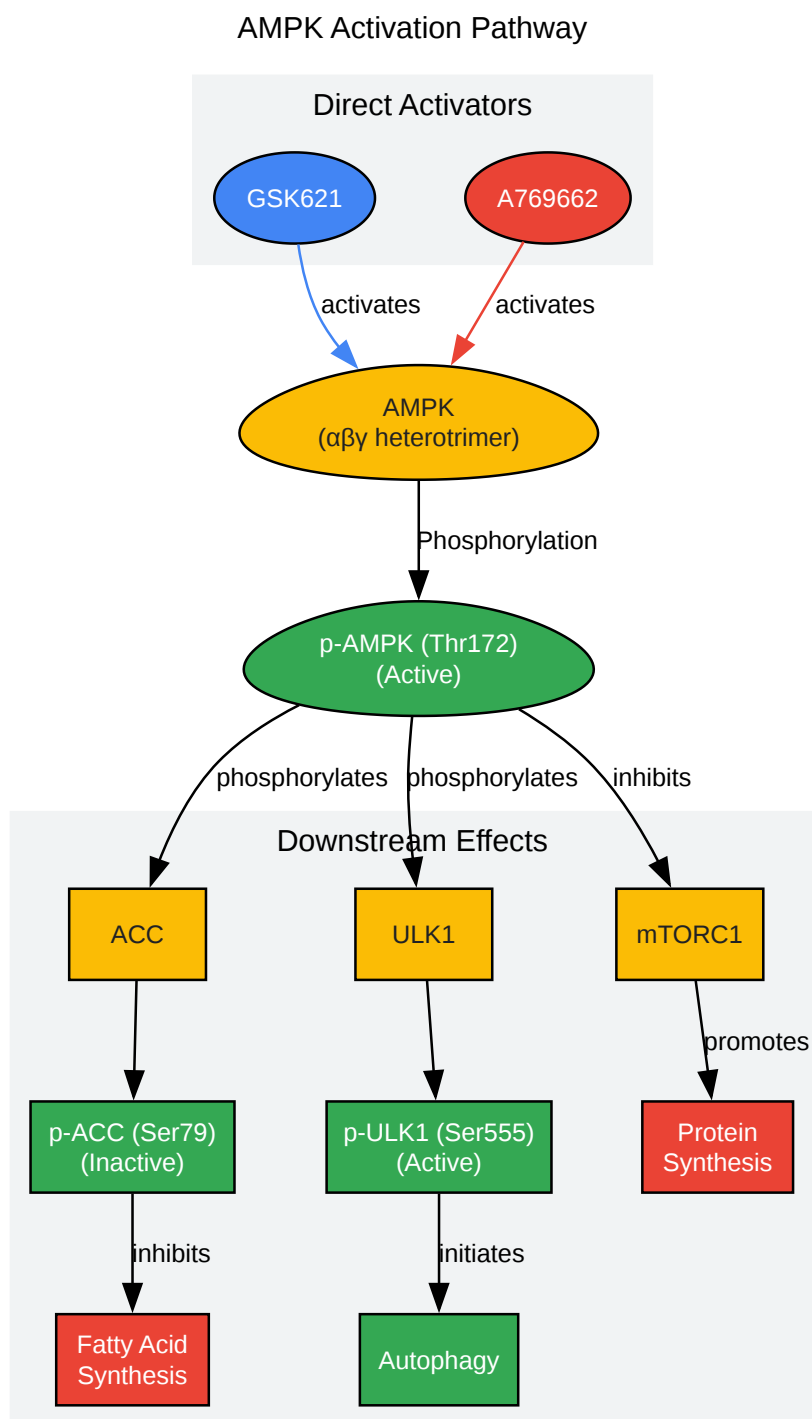 AMPK Activation Pathway
Direct Activators
GSK621
A769662
activates
activates
AMPK
(αβγ heterotrimer)
Phosphorylation
p-AMPK (Thr172)
(Active)
phosphorylates
phosphorylates
inhibits
Downstream Effects
ACC
ULK1
mTORC1
promotes
p-ACC (Ser79)
(Inactive)
p-ULK1 (Ser555)
(Active)
Protein
Synthesis
inhibits
initiates
Fatty Acid
Synthesis
Autophagy